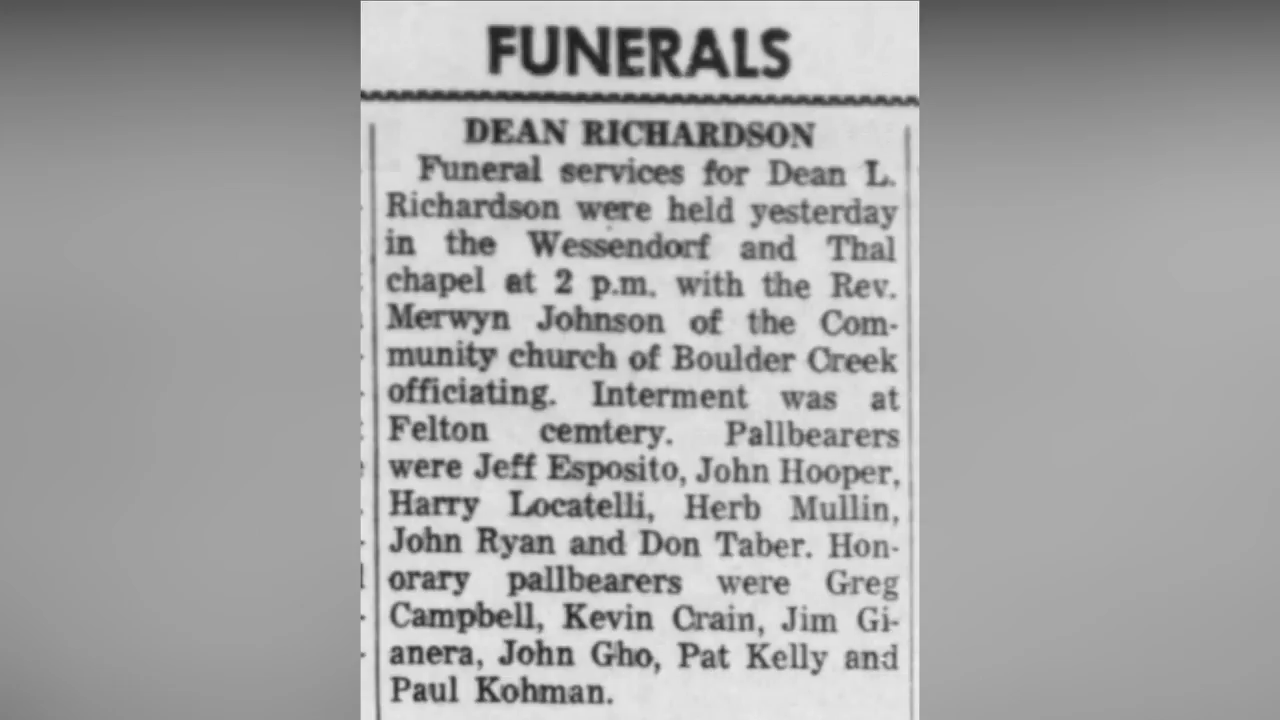 FUNERALS
DEAN RICHARDSON
Funeral services for Dean L.
Richardson were held yesterday
in the Wessendorf and Thal
chapel at 2 p.m. with the Rev.
Merwyn Johnson of the Com-
munity church of Boulder Creek
officiating. Interment was at
Felton cemtery. Pallbearers
were Jeff Esposito, John Hooper,
Harry Locatelli, Herb Mullin,
John Ryan and Don Taber. Hon-
orary pallbearers were Greg
Campbell, Kevin Crain, Jim Gi-
anera, John Gho, Pat Kelly and
Paul Kohman.